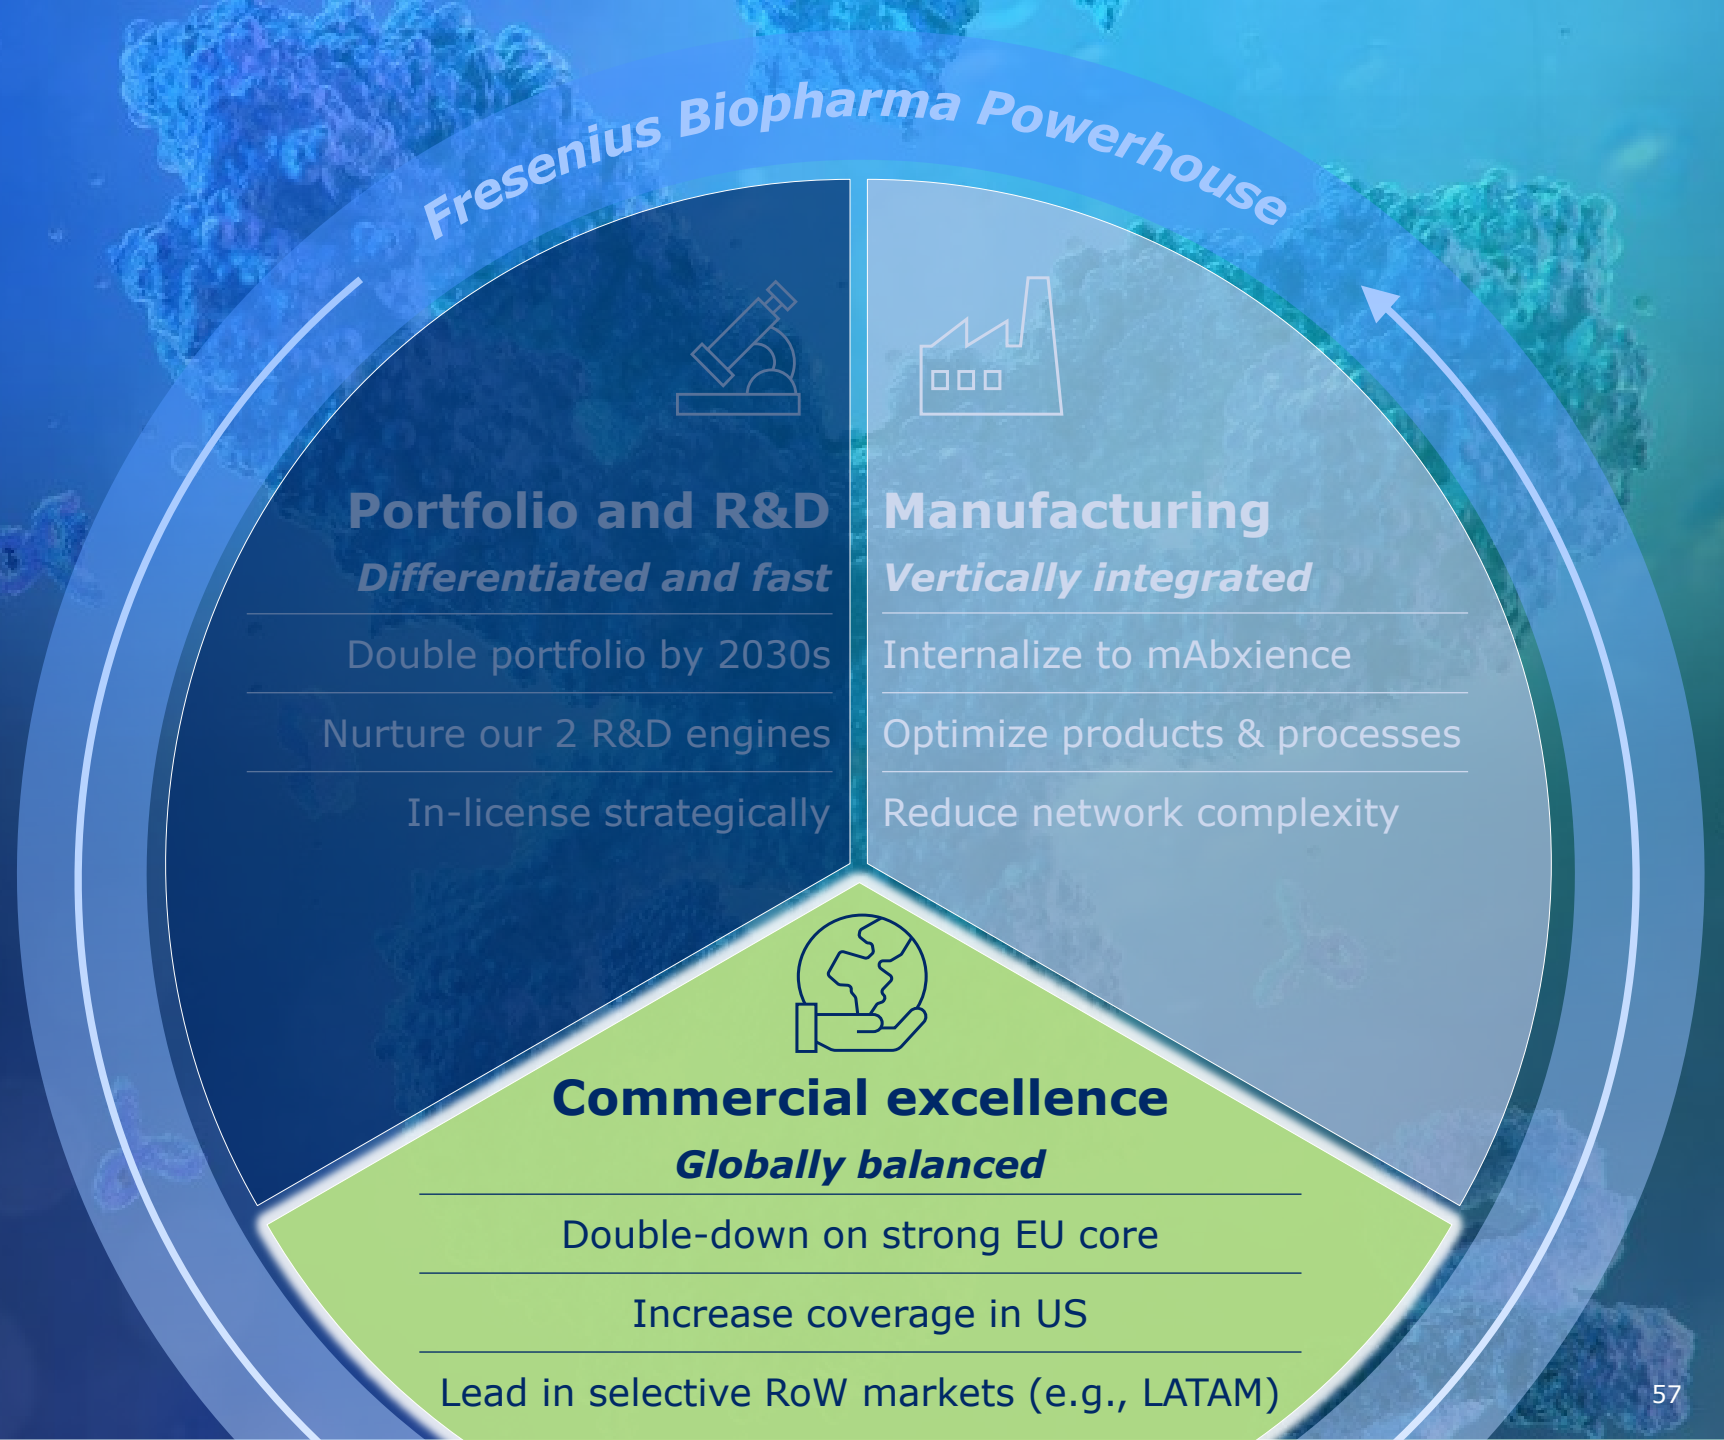 Fresenius Biopharma Powerhouse
Portfolio and R&D
Differentiated and fast
Double portfolio by 2030s
Nurture our 2 R&D engines
In-license strategically
Manufacturing
Vertically integrated
Internalize to mAbxience
Optimize products & processes
Reduce network complexity
Commercial excellence
Globally balanced
Double-down on strong EU core
Increase coverage in US
Lead in selective RoW markets (e.g., LATAM)
57